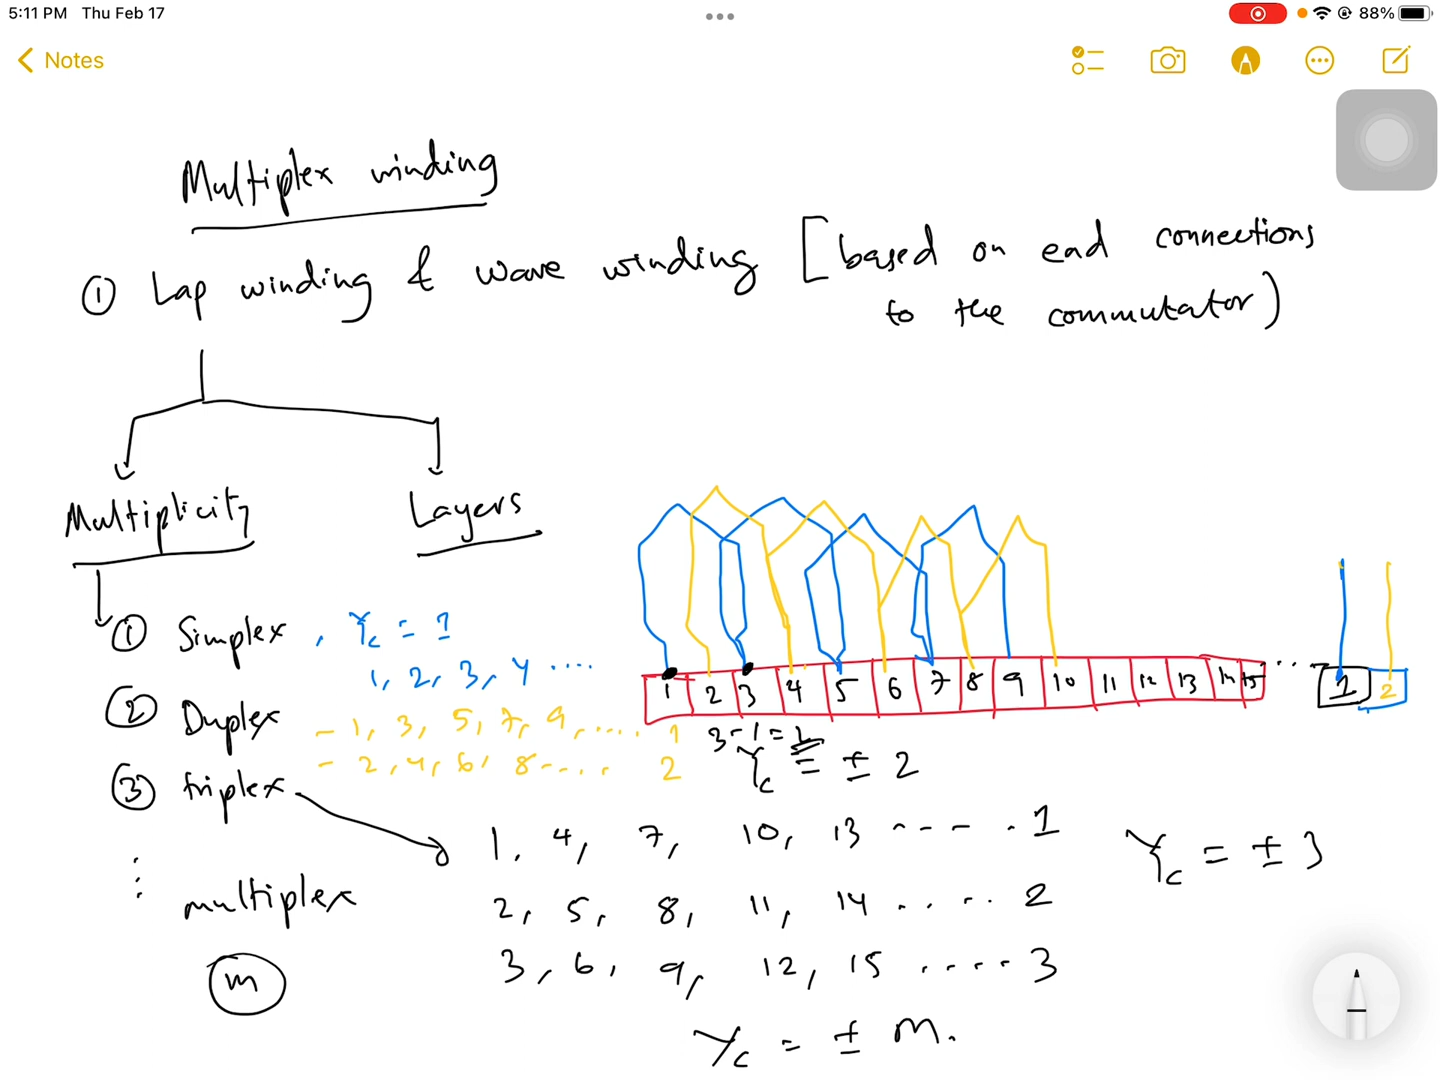 5:11 PM Thu Feb 17
88%
Notes
Multiplex winding
① Lap winding & wave winding [based on end connections
to the commutator)
Multiplicity
Layers
① Simplex, Yc = 1
1, 2, 3, 4 ....
② Duplex - 1, 3, 5, 7, 9, .... 1
- 2, 4, 6, 8 .... 2
③ triplex
1 2 3 4 5 6 7 8 9 10 11 12 13 14 15 ... 1 2
3-1=2
Yc = ± 2
1, 4, 7, 10, 13 ---- . 1
Yc = ± 3
2, 5, 8, 11, 14 .... 2
3, 6, 9, 12, 15 .... 3
multiplex
m
Yc = ± m.